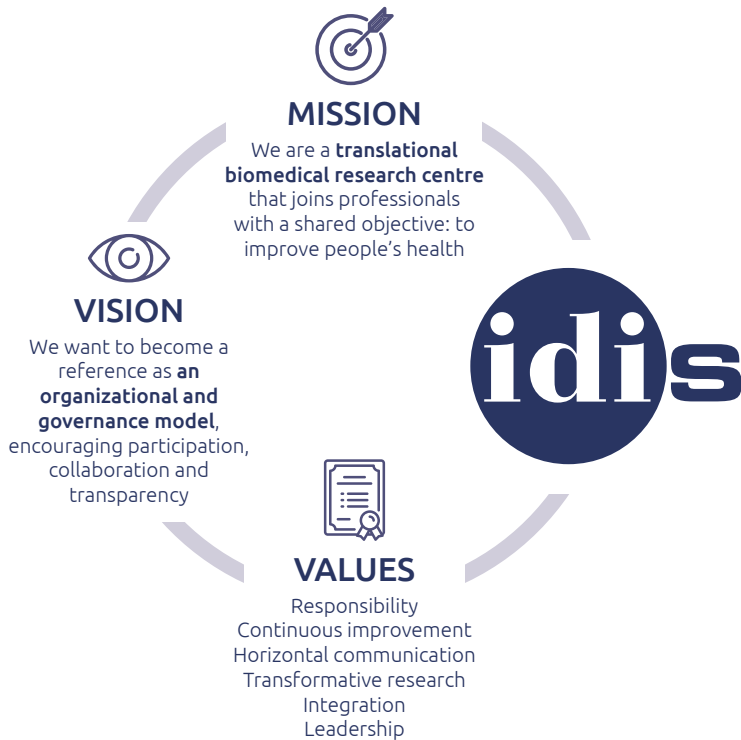 MISSION
We are a translational
biomedical research centre
that joins professionals
with a shared objective: to
improve people’s health
VISION
We want to become a
reference as an
organizational and
governance model,
encouraging participation,
collaboration and
transparency
idis
VALUES
Responsibility
Continuous improvement
Horizontal communication
Transformative research
Integration
Leadership